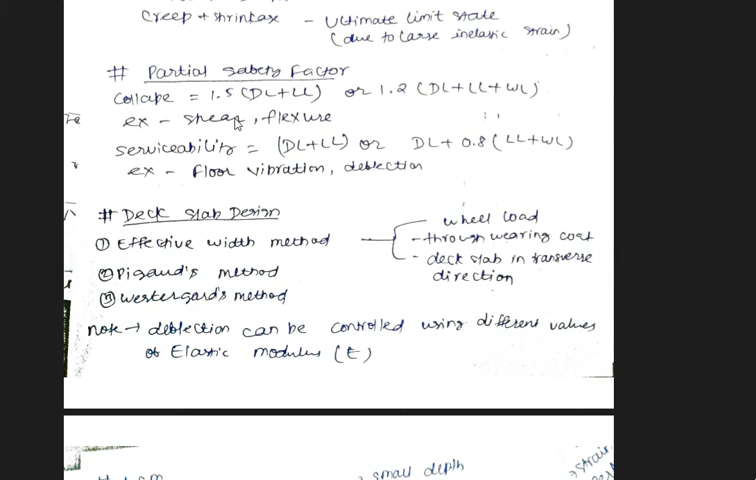 Creep + shrinkage - Ultimate limit state
(due to large inelastic strain)
# Partial Safety Factor
Collapse = 1.5 (DL+LL) or 1.2 (DL+LL+WL)
ex - shear, flexure
serviceability = (DL+LL) or DL + 0.8 (LL+WL)
ex - floor vibration, deflection
# Deck Slab Design
① Effective width method
wheel load
- through wearing coat
- deck slab in transverse direction
② Pigaud's method
③ Westergard's method
note → deflection can be controlled using different values
of Elastic modulus (E)
small depth
strain